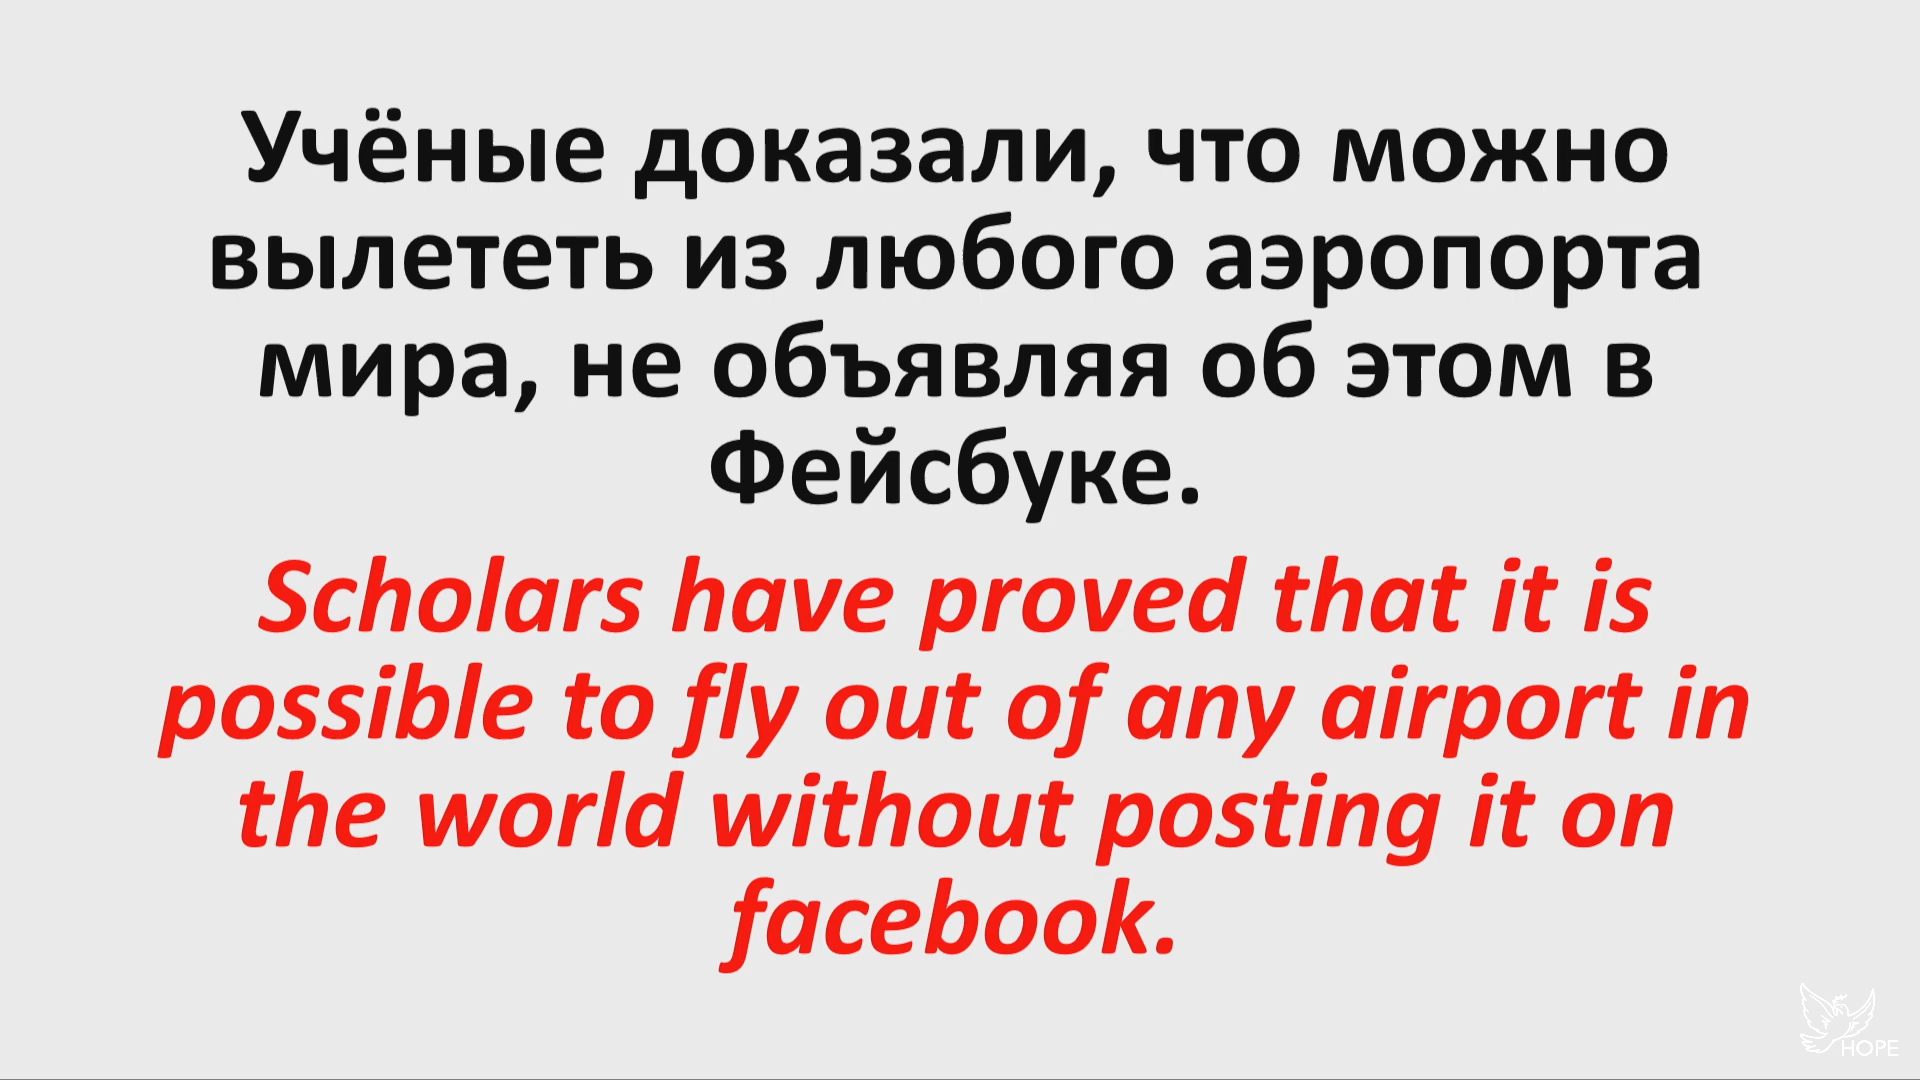 Учёные доказали, что можно
вылететь из любого аэропорта
мира, не объявляя об этом в
Фейсбуке.
Scholars have proved that it is
possible to fly out of any airport in
the world without posting it on
facebook.
HOPE